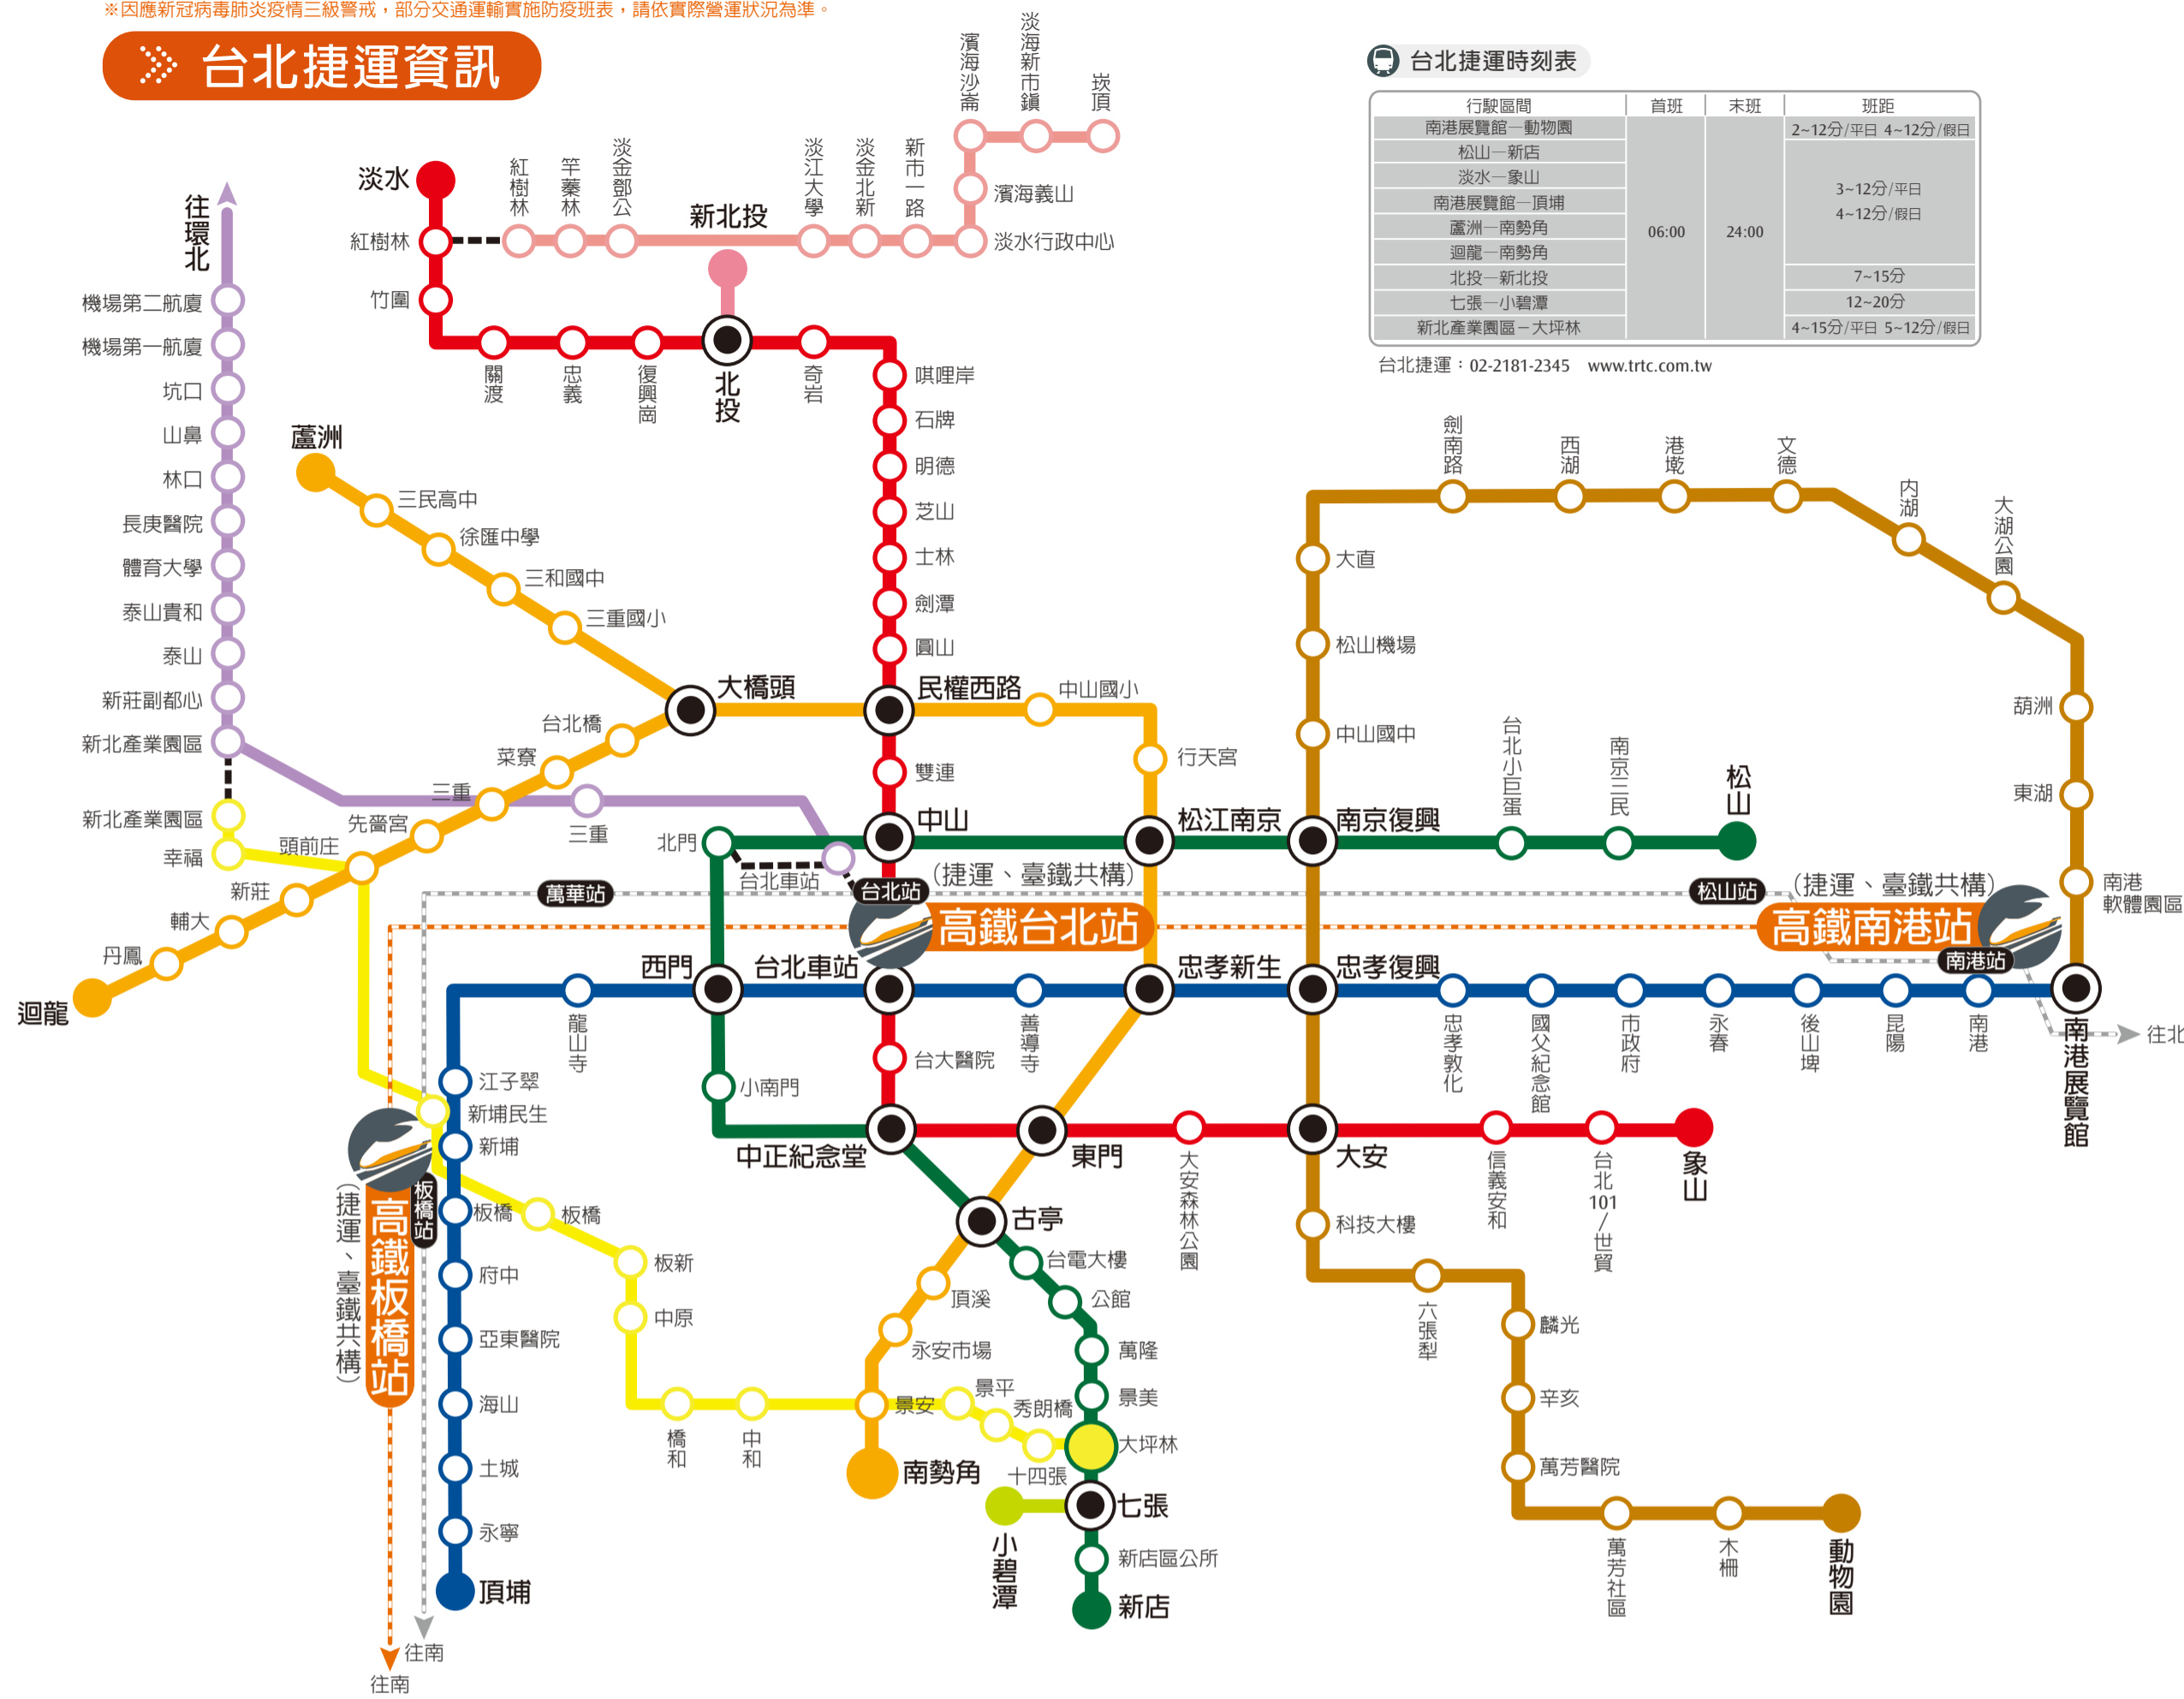 ※因應新冠病毒肺炎疫情三級警戒，部分交通運輸實施防疫班表，請依實際營運狀況為準。
台北捷運資訊
台北捷運時刻表
行駛區間 首班 末班 班距
南港展覽館—動物園 2~12分/平日 4~12分/假日
松山—新店
淡水—象山
南港展覽館—頂埔
蘆洲—南勢角
迴龍—南勢角
3~12分/平日
4~12分/假日
06:00 24:00
北投—新北投 7~15分
七張—小碧潭 12~20分
新北產業園區－大坪林 4~15分/平日 5~12分/假日
台北捷運：02-2181-2345 www.trtc.com.tw
濱海沙崙
淡海新市鎮
崁頂
濱海義山
淡水行政中心
新市一路
淡金北新
淡江大學
淡金鄧公
竿蓁林
紅樹林
淡水
紅樹林
竹圍
關渡
忠義
復興崗
新北投
北投
奇岩
唭哩岸
石牌
明德
芝山
士林
劍潭
圓山
民權西路
雙連
中山
台北車站
台大醫院
中正紀念堂
東門
大安森林公園
大安
信義安和
台北101/世貿
象山
往環北
機場第二航廈
機場第一航廈
坑口
山鼻
林口
長庚醫院
體育大學
泰山貴和
泰山
新莊副都心
新北產業園區
三重
台北車站
新北產業園區
幸福
頭前庄
新埔民生
板橋
板新
中原
橋和
中和
景安
景平
秀朗橋
十四張
大坪林
蘆洲
三民高中
徐匯中學
三和國中
三重國小
大橋頭
台北橋
菜寮
三重
先嗇宮
新莊
輔大
丹鳳
迴龍
中山國小
行天宮
松江南京
忠孝新生
古亭
頂溪
永安市場
南勢角
松山
南京三民
台北小巨蛋
南京復興
北門
西門
小南門
台電大樓
公館
萬隆
景美
七張
小碧潭
新店區公所
新店
劍南路
西湖
港墘
文德
內湖
大湖公園
葫洲
東湖
南港
軟體園區
大直
松山機場
中山國中
忠孝復興
科技大樓
六張犁
麟光
辛亥
萬芳醫院
萬芳社區
木柵
動物園
龍山寺
善導寺
忠孝敦化
國父紀念館
市政府
永春
後山埤
昆陽
南港
南港展覽館
江子翠
新埔
板橋
府中
亞東醫院
海山
土城
永寧
頂埔
萬華站
台北站
（捷運、臺鐵共構）
高鐵台北站
松山站
（捷運、臺鐵共構）
高鐵南港站
南港站
往北
板橋站
高鐵板橋站
（捷運、臺鐵共構）
往南
往南